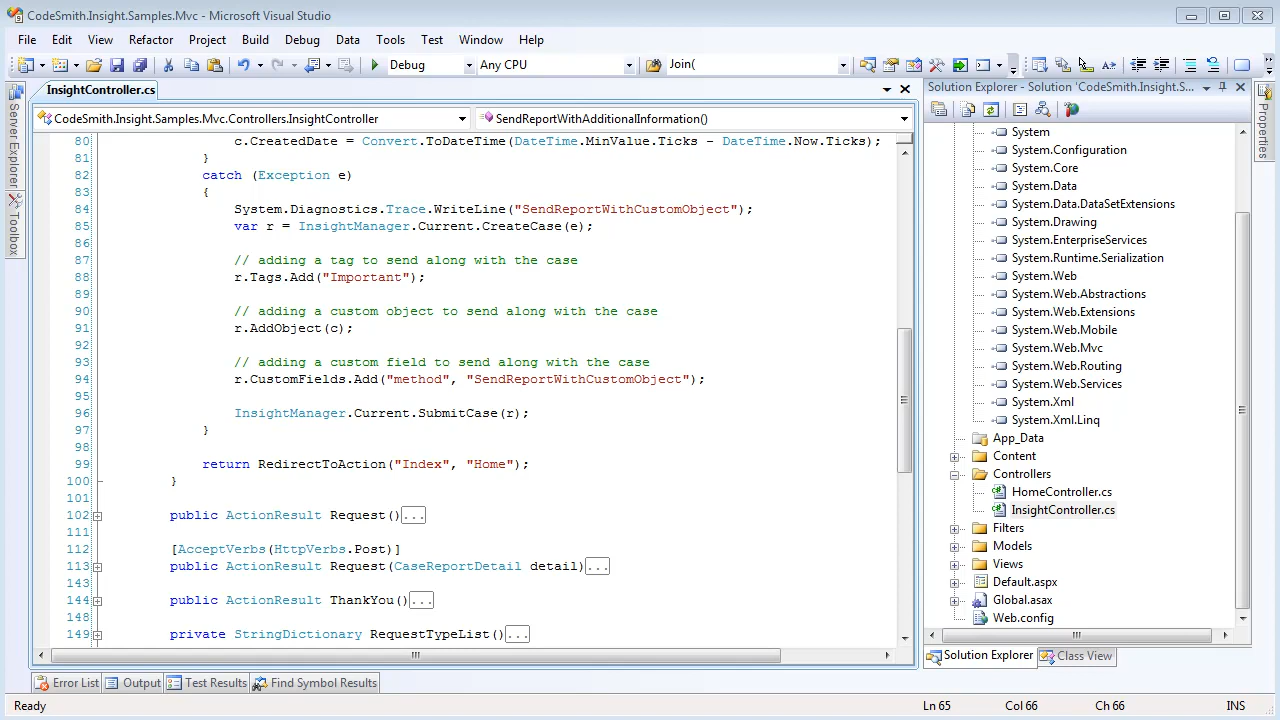 CodeSmith.Insight.Samples.Mvc - Microsoft Visual Studio
File Edit View Refactor Project Build Debug Data Tools Test Window Help
Debug Any CPU Join(
Server Explorer
Toolbox
InsightController.cs
CodeSmith.Insight.Samples.Mvc.Controllers.InsightController SendReportWithAdditionalInformation()
80 c.CreatedDate = Convert.ToDateTime(DateTime.MinValue.Ticks - DateTime.Now.Ticks);
81 }
82 catch (Exception e)
83 {
84 System.Diagnostics.Trace.WriteLine("SendReportWithCustomObject");
85 var r = InsightManager.Current.CreateCase(e);
86
87 // adding a tag to send along with the case
88 r.Tags.Add("Important");
89
90 // adding a custom object to send along with the case
91 r.AddObject(c);
92
93 // adding a custom field to send along with the case
94 r.CustomFields.Add("method", "SendReportWithCustomObject");
95
96 InsightManager.Current.SubmitCase(r);
97 }
98
99 return RedirectToAction("Index", "Home");
100 }
101
102 public ActionResult Request()...
111
112 [AcceptVerbs(HttpVerbs.Post)]
113 public ActionResult Request(CaseReportDetail detail)...
143
144 public ActionResult ThankYou()...
148
149 private StringDictionary RequestTypeList()...
Solution Explorer - Solution 'CodeSmith.Insight.S...
System
System.Configuration
System.Core
System.Data
System.Data.DataSetExtensions
System.Drawing
System.EnterpriseServices
System.Runtime.Serialization
System.Web
System.Web.Abstractions
System.Web.Extensions
System.Web.Mobile
System.Web.Mvc
System.Web.Routing
System.Web.Services
System.Xml
System.Xml.Linq
App_Data
Content
Controllers
HomeController.cs
InsightController.cs
Filters
Models
Views
Default.aspx
Global.asax
Web.config
Solution Explorer Class View
Properties
Error List Output Test Results Find Symbol Results
Ready Ln 65 Col 66 Ch 66 INS